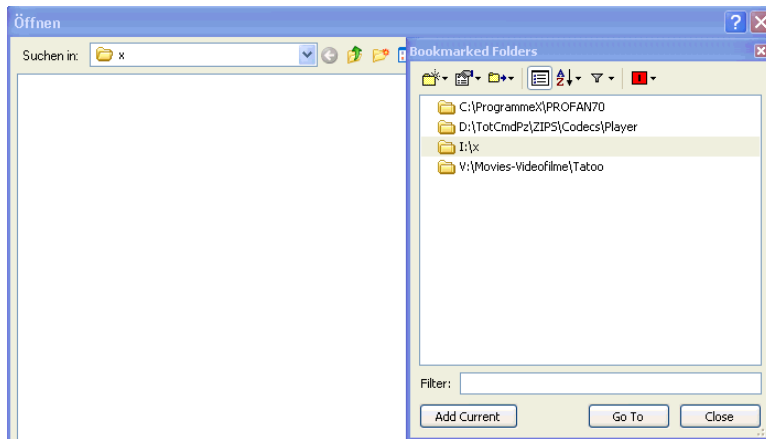 Öffnen
Suchen in: x
Bookmarked Folders
C:\ProgrammeX\PROFAN70
D:\TotCmdPz\ZIPS\Codecs\Player
I:\x
V:\Movies-Videofilme\Tatoo
Filter:
Add Current Go To Close